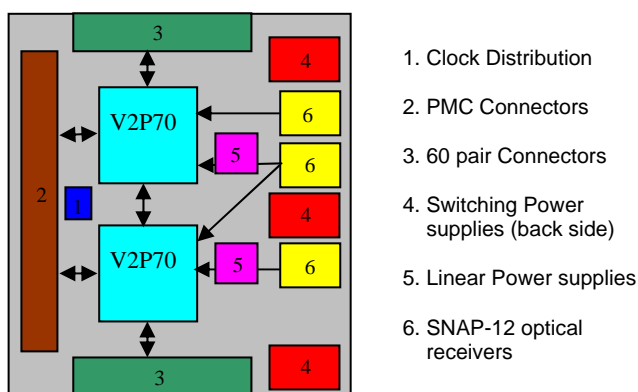 3
4
V2P70
6
5
6
2
1
4
V2P70
5
6
3
4
1. Clock Distribution
2. PMC Connectors
3. 60 pair Connectors
4. Switching Power
supplies (back side)
5. Linear Power supplies
6. SNAP-12 optical
receivers